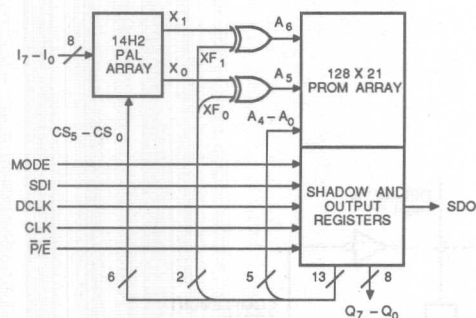 I7-I0
8
14H2
PAL
ARRAY
X1
X0
XF1
XF0
A6
A5
A4-A0
128 X 21
PROM ARRAY
CS5-CS0
MODE
SDI
DCLK
CLK
P̅/E̅
SHADOW AND
OUTPUT
REGISTERS
SDO
6
2
5
13
8
Q7-Q0